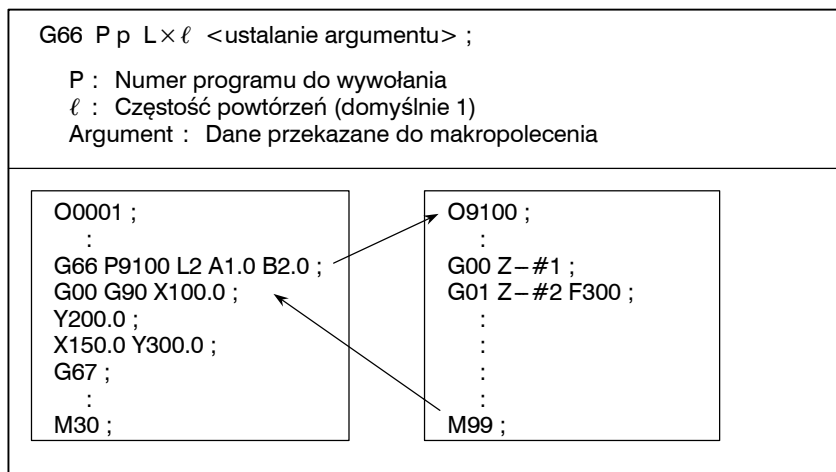 G66 P p L×ℓ <ustalanie argumentu> ;
P : Numer programu do wywołania
ℓ : Częstość powtórzeń (domyślnie 1)
Argument : Dane przekazane do makropolecenia
O0001 ;
:
G66 P9100 L2 A1.0 B2.0 ;
G00 G90 X100.0 ;
Y200.0 ;
X150.0 Y300.0 ;
G67 ;
:
M30 ;
O9100 ;
:
G00 Z−#1 ;
G01 Z−#2 F300 ;
:
:
:
:
M99 ;